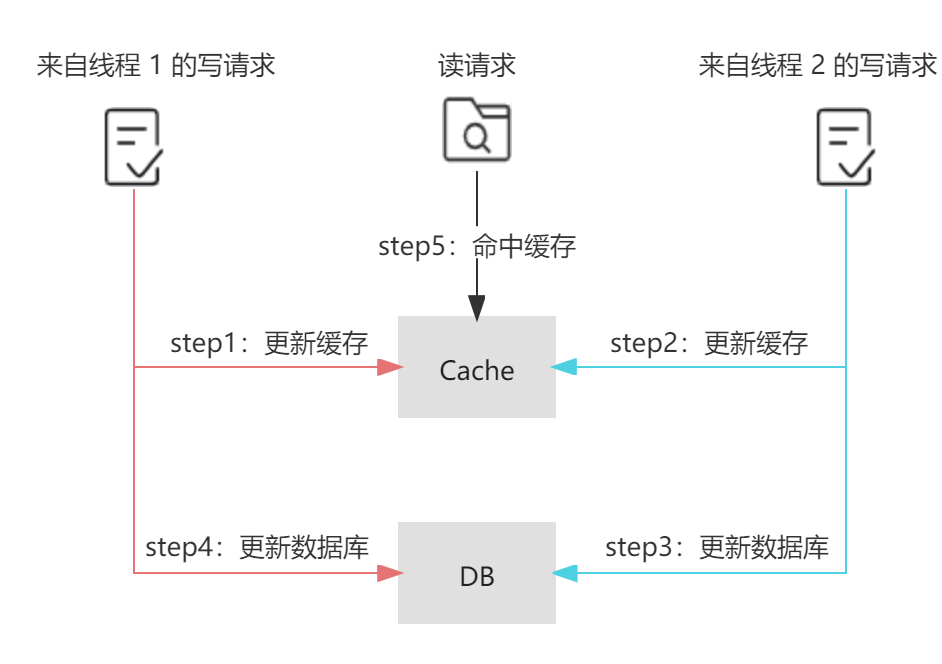 来自线程 1 的写请求
读请求
来自线程 2 的写请求
step5：命中缓存
step1：更新缓存
step2：更新缓存
Cache
step4：更新数据库
step3：更新数据库
DB